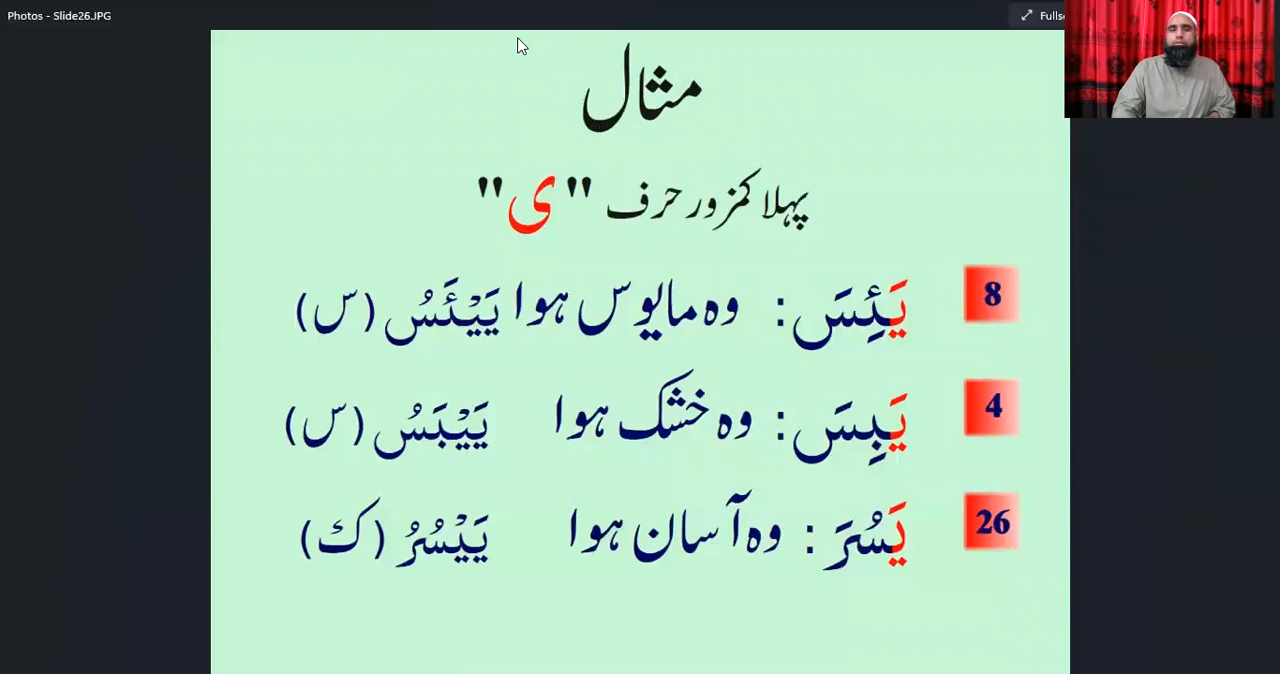 Photos - Slide26.JPG
Fulls
مثال
پہلا کمزور حرف "ی"
8 يَئِسَ : وہ مایوس ہوا يَيْئَسُ (س)
4 يَبِسَ : وہ خشک ہوا يَيْبَسُ (س)
26 يَسُرَ : وہ آسان ہوا يَيْسُرُ (ك)